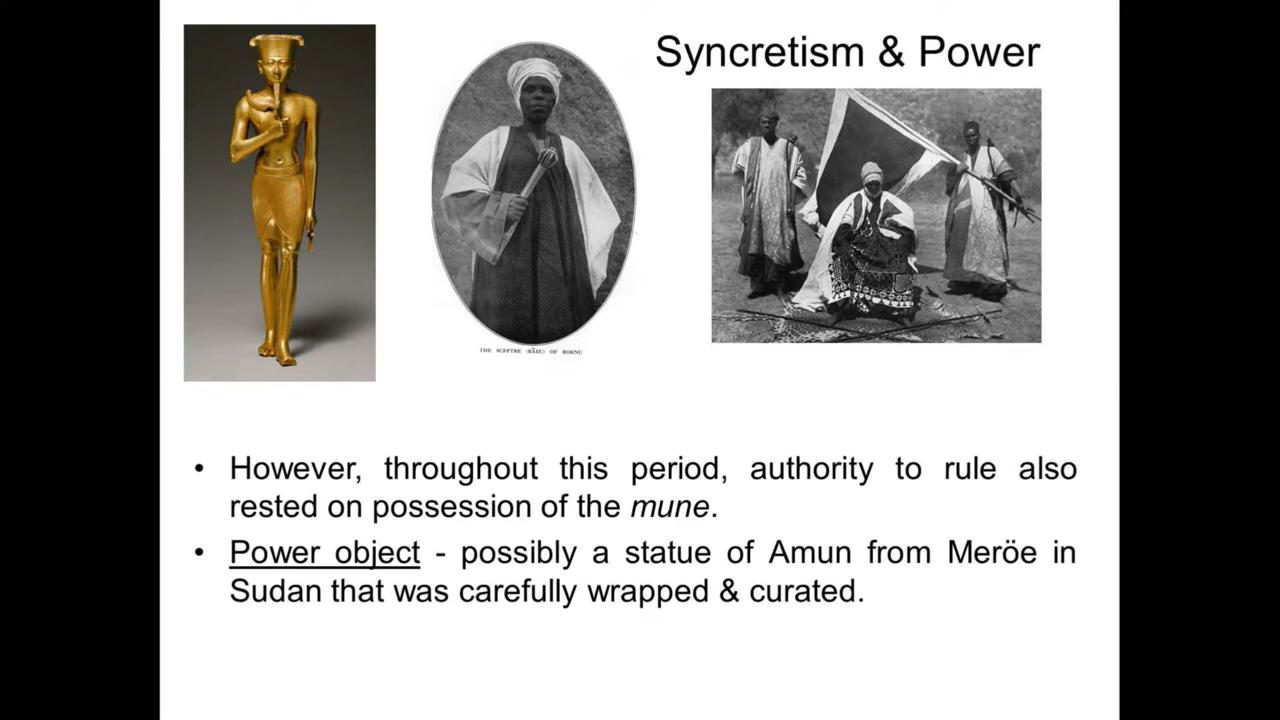 Syncretism & Power
THE SCEPTRE (BĀBU) OF BORNU
• However, throughout this period, authority to rule also
rested on possession of the mune.
• Power object - possibly a statue of Amun from Meröe in
Sudan that was carefully wrapped & curated.